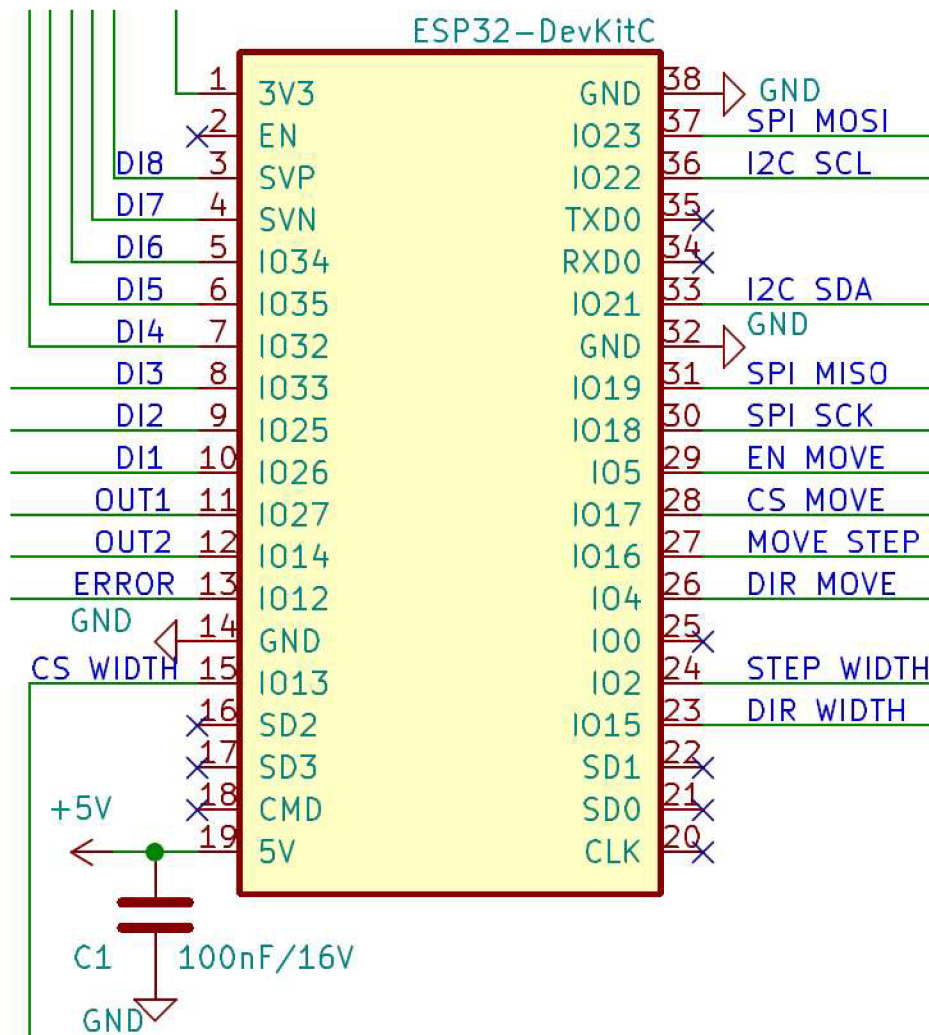 ESP32-DevKitC
1 3V3 GND 38 GND
2 EN IO23 37 SPI MOSI
DI8 3 SVP IO22 36 I2C SCL
DI7 4 SVN TXD0 35
DI6 5 IO34 RXD0 34
DI5 6 IO35 IO21 33 I2C SDA
DI4 7 IO32 GND 32 GND
DI3 8 IO33 IO19 31 SPI MISO
DI2 9 IO25 IO18 30 SPI SCK
DI1 10 IO26 IO5 29 EN MOVE
OUT1 11 IO27 IO17 28 CS MOVE
OUT2 12 IO14 IO16 27 MOVE STEP
ERROR 13 IO12 IO4 26 DIR MOVE
GND 14 GND IO0 25
CS WIDTH 15 IO13 IO2 24 STEP WIDTH
16 SD2 IO15 23 DIR WIDTH
17 SD3 SD1 22
18 CMD SD0 21
+5V 19 5V CLK 20
C1 100nF/16V
GND